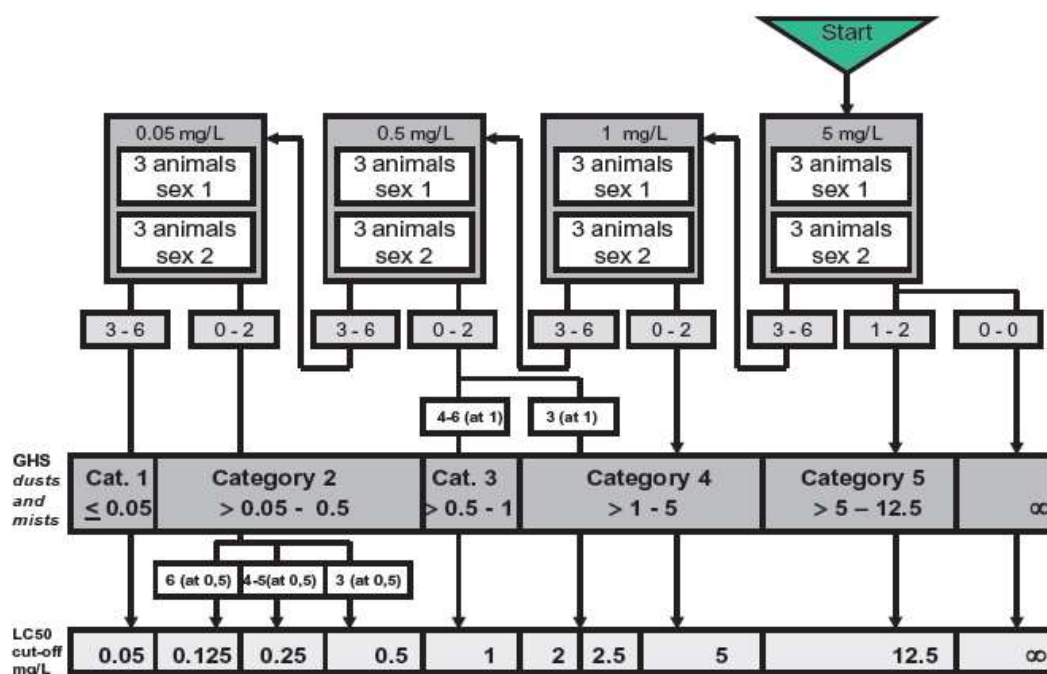 Start
0.05 mg/L
0.5 mg/L
1 mg/L
5 mg/L
3 animals
sex 1
3 animals
sex 1
3 animals
sex 1
3 animals
sex 1
3 animals
sex 2
3 animals
sex 2
3 animals
sex 2
3 animals
sex 2
3 - 6
0 - 2
3 - 6
0 - 2
3 - 6
0 - 2
3 - 6
1 - 2
0 - 0
4-6 (at 1)
3 (at 1)
GHS
dusts
and
mists
Cat. 1
≤ 0.05
Category 2
> 0.05 - 0.5
Cat. 3
> 0.5 - 1
Category 4
> 1 - 5
Category 5
> 5 – 12.5
∞
6 (at 0,5)
4-5(at 0,5)
3 (at 0,5)
LC50
cut-off
mg/L
0.05
0.125
0.25
0.5
1
2
2.5
5
12.5
∞